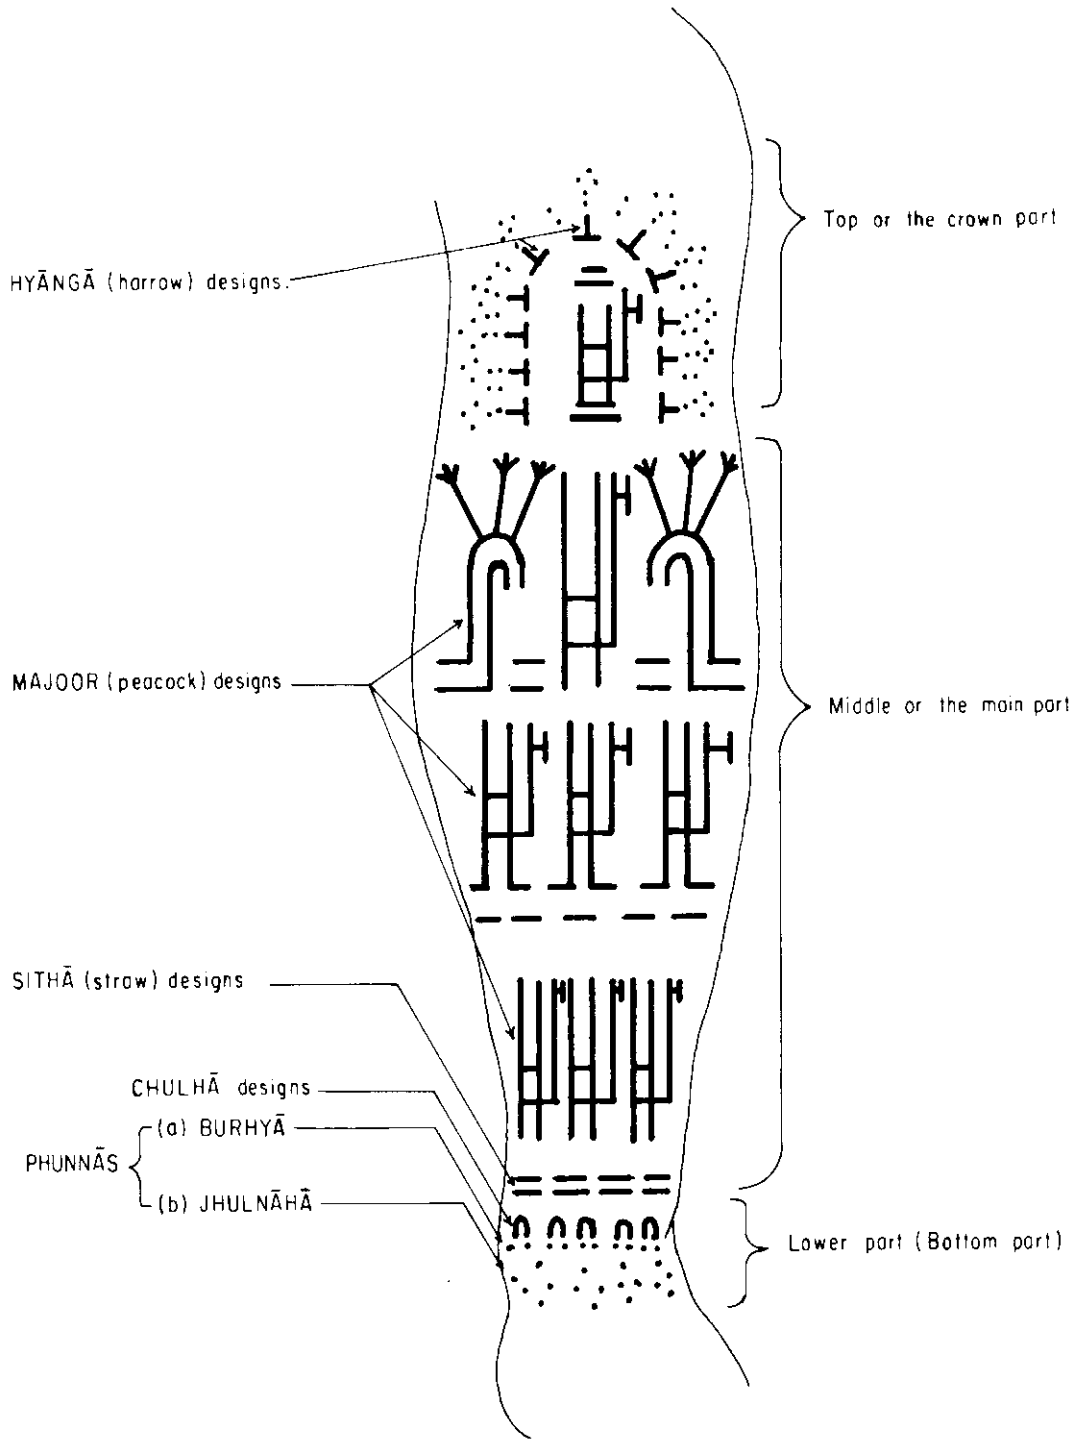 Top or the crown part
HYĀNGĀ (harrow) designs.
MAJOOR (peacock) designs
Middle or the main part
SITHĀ (straw) designs
CHULHĀ designs
PHUNNĀS
(a) BURHYĀ
(b) JHULNĀHĀ
Lower part (Bottom part)